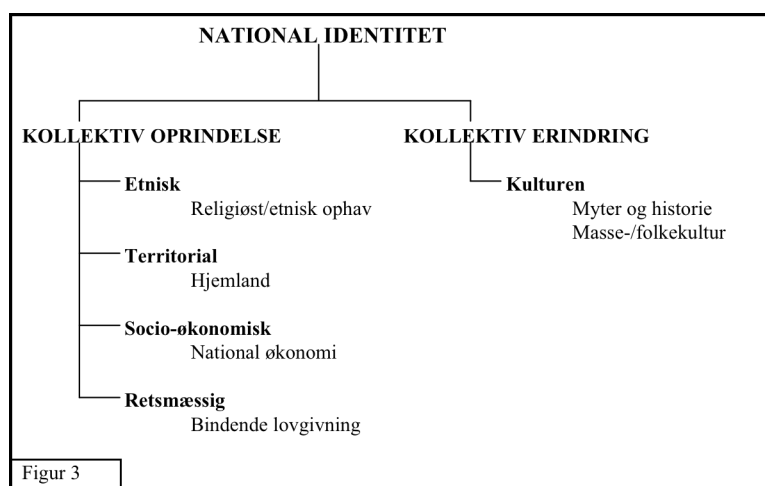 NATIONAL IDENTITET
KOLLEKTIV OPRINDELSE
Etnisk
Religiøst/etnisk ophav
Territorial
Hjemland
Socio-økonomisk
National økonomi
Retsmæssig
Bindende lovgivning
KOLLEKTIV ERINDRING
Kulturen
Myter og historie
Masse-/folkekultur
Figur 3